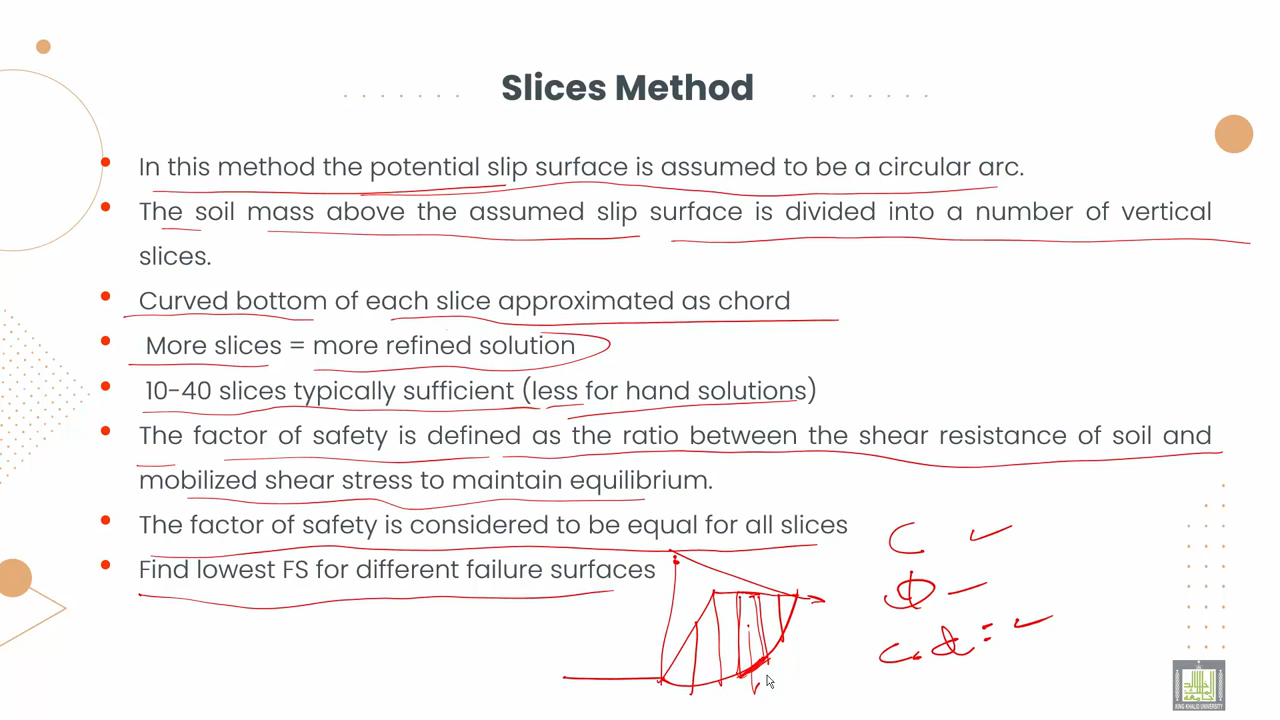 Slices Method
• In this method the potential slip surface is assumed to be a circular arc.
• The soil mass above the assumed slip surface is divided into a number of vertical
slices.
• Curved bottom of each slice approximated as chord
• More slices = more refined solution
• 10-40 slices typically sufficient (less for hand solutions)
• The factor of safety is defined as the ratio between the shear resistance of soil and
mobilized shear stress to maintain equilibrium.
• The factor of safety is considered to be equal for all slices
• Find lowest FS for different failure surfaces
C ✓
Φ
KING KHALID UNIVERSITY